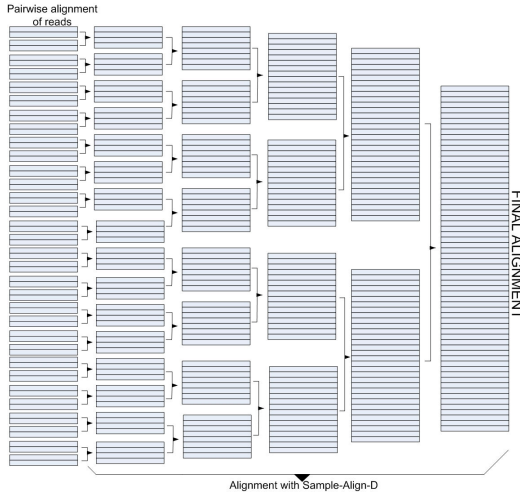 Pairwise alignment
of reads
FINAL ALIGNMENT
Alignment with Sample-Align-D